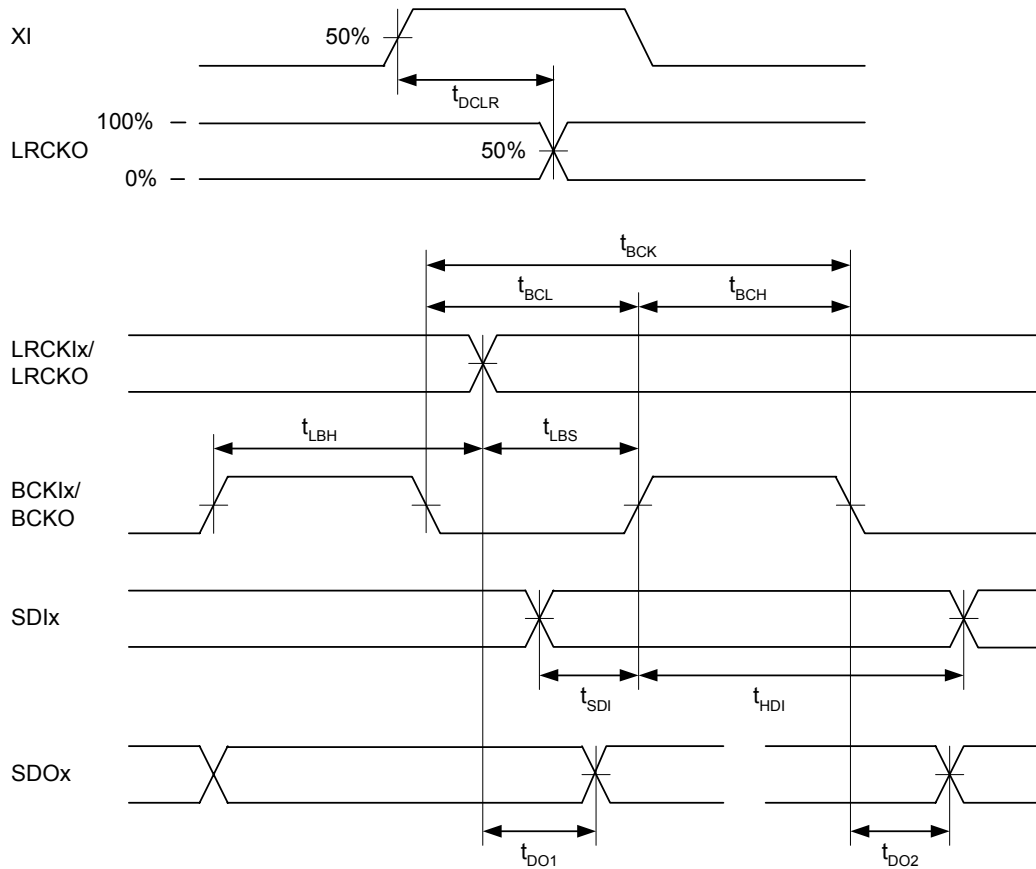 XI
50%
tDCLR
100%
LRCKO
50%
0%
tBCK
tBCL
tBCH
LRCKIx/
LRCKO
tLBH
tLBS
BCKIx/
BCKO
SDIx
tSDI
tHDI
SDOx
tDO1
tDO2